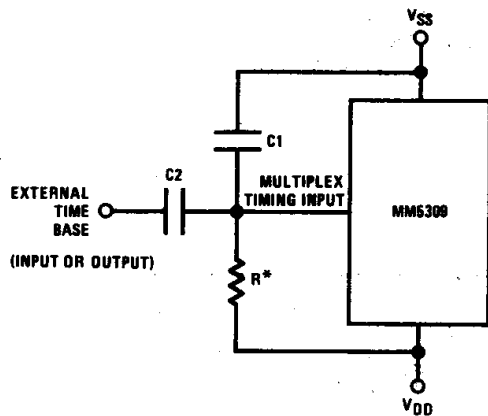 VSS
C1
C2
EXTERNAL
TIME
BASE
(INPUT OR OUTPUT)
MULTIPLEX
TIMING INPUT
MM5309
R*
VDD